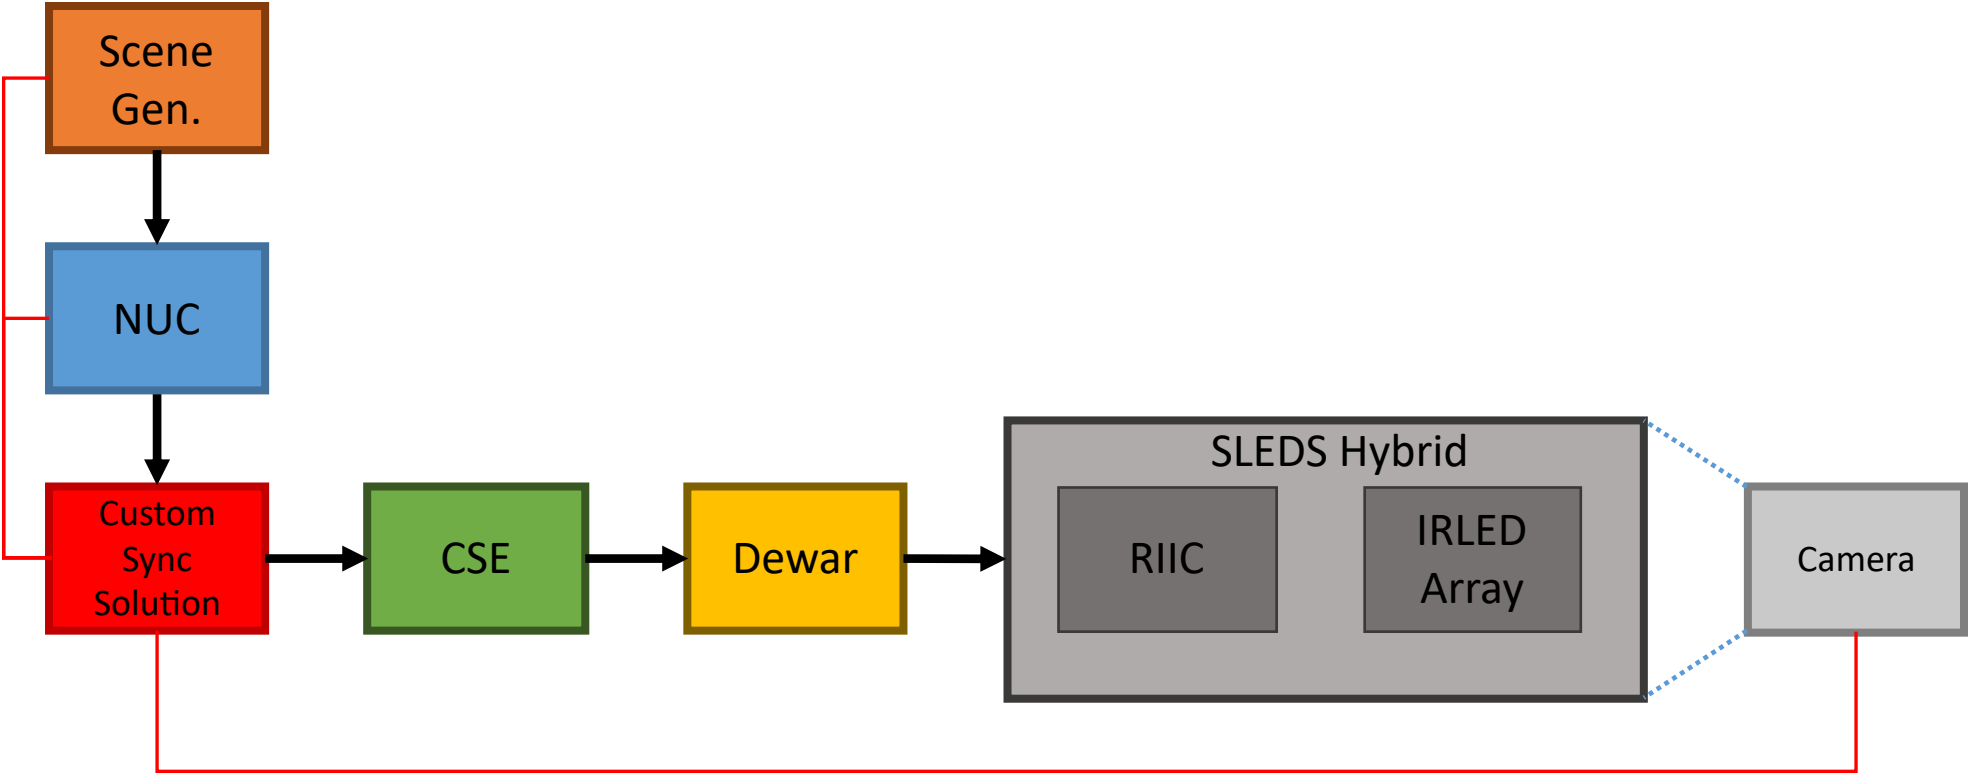 Scene
Gen.
NUC
Custom
Sync
Solution
CSE
Dewar
SLEDS Hybrid
RIIC
IRLED
Array
Camera